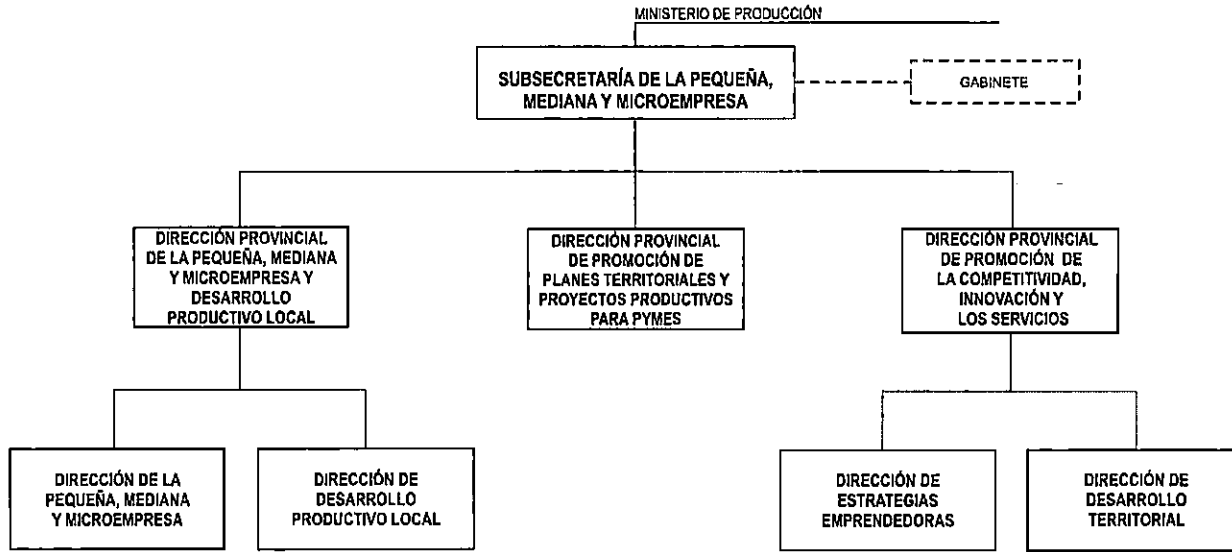 MINISTERIO DE PRODUCCIÓN
SUBSECRETARÍA DE LA PEQUEÑA,
MEDIANA Y MICROEMPRESA
GABINETE
DIRECCIÓN PROVINCIAL
DE LA PEQUEÑA, MEDIANA
Y MICROEMPRESA Y
DESARROLLO
PRODUCTIVO LOCAL
DIRECCIÓN PROVINCIAL
DE PROMOCIÓN DE
PLANES TERRITORIALES Y
PROYECTOS PRODUCTIVOS
PARA PYMES
DIRECCIÓN PROVINCIAL
DE PROMOCIÓN DE
LA COMPETITIVIDAD,
INNOVACIÓN Y
LOS SERVICIOS
DIRECCIÓN DE LA
PEQUEÑA, MEDIANA
Y MICROEMPRESA
DIRECCIÓN DE
DESARROLLO
PRODUCTIVO LOCAL
DIRECCIÓN DE
ESTRATEGIAS
EMPRENDEDORAS
DIRECCIÓN DE
DESARROLLO
TERRITORIAL